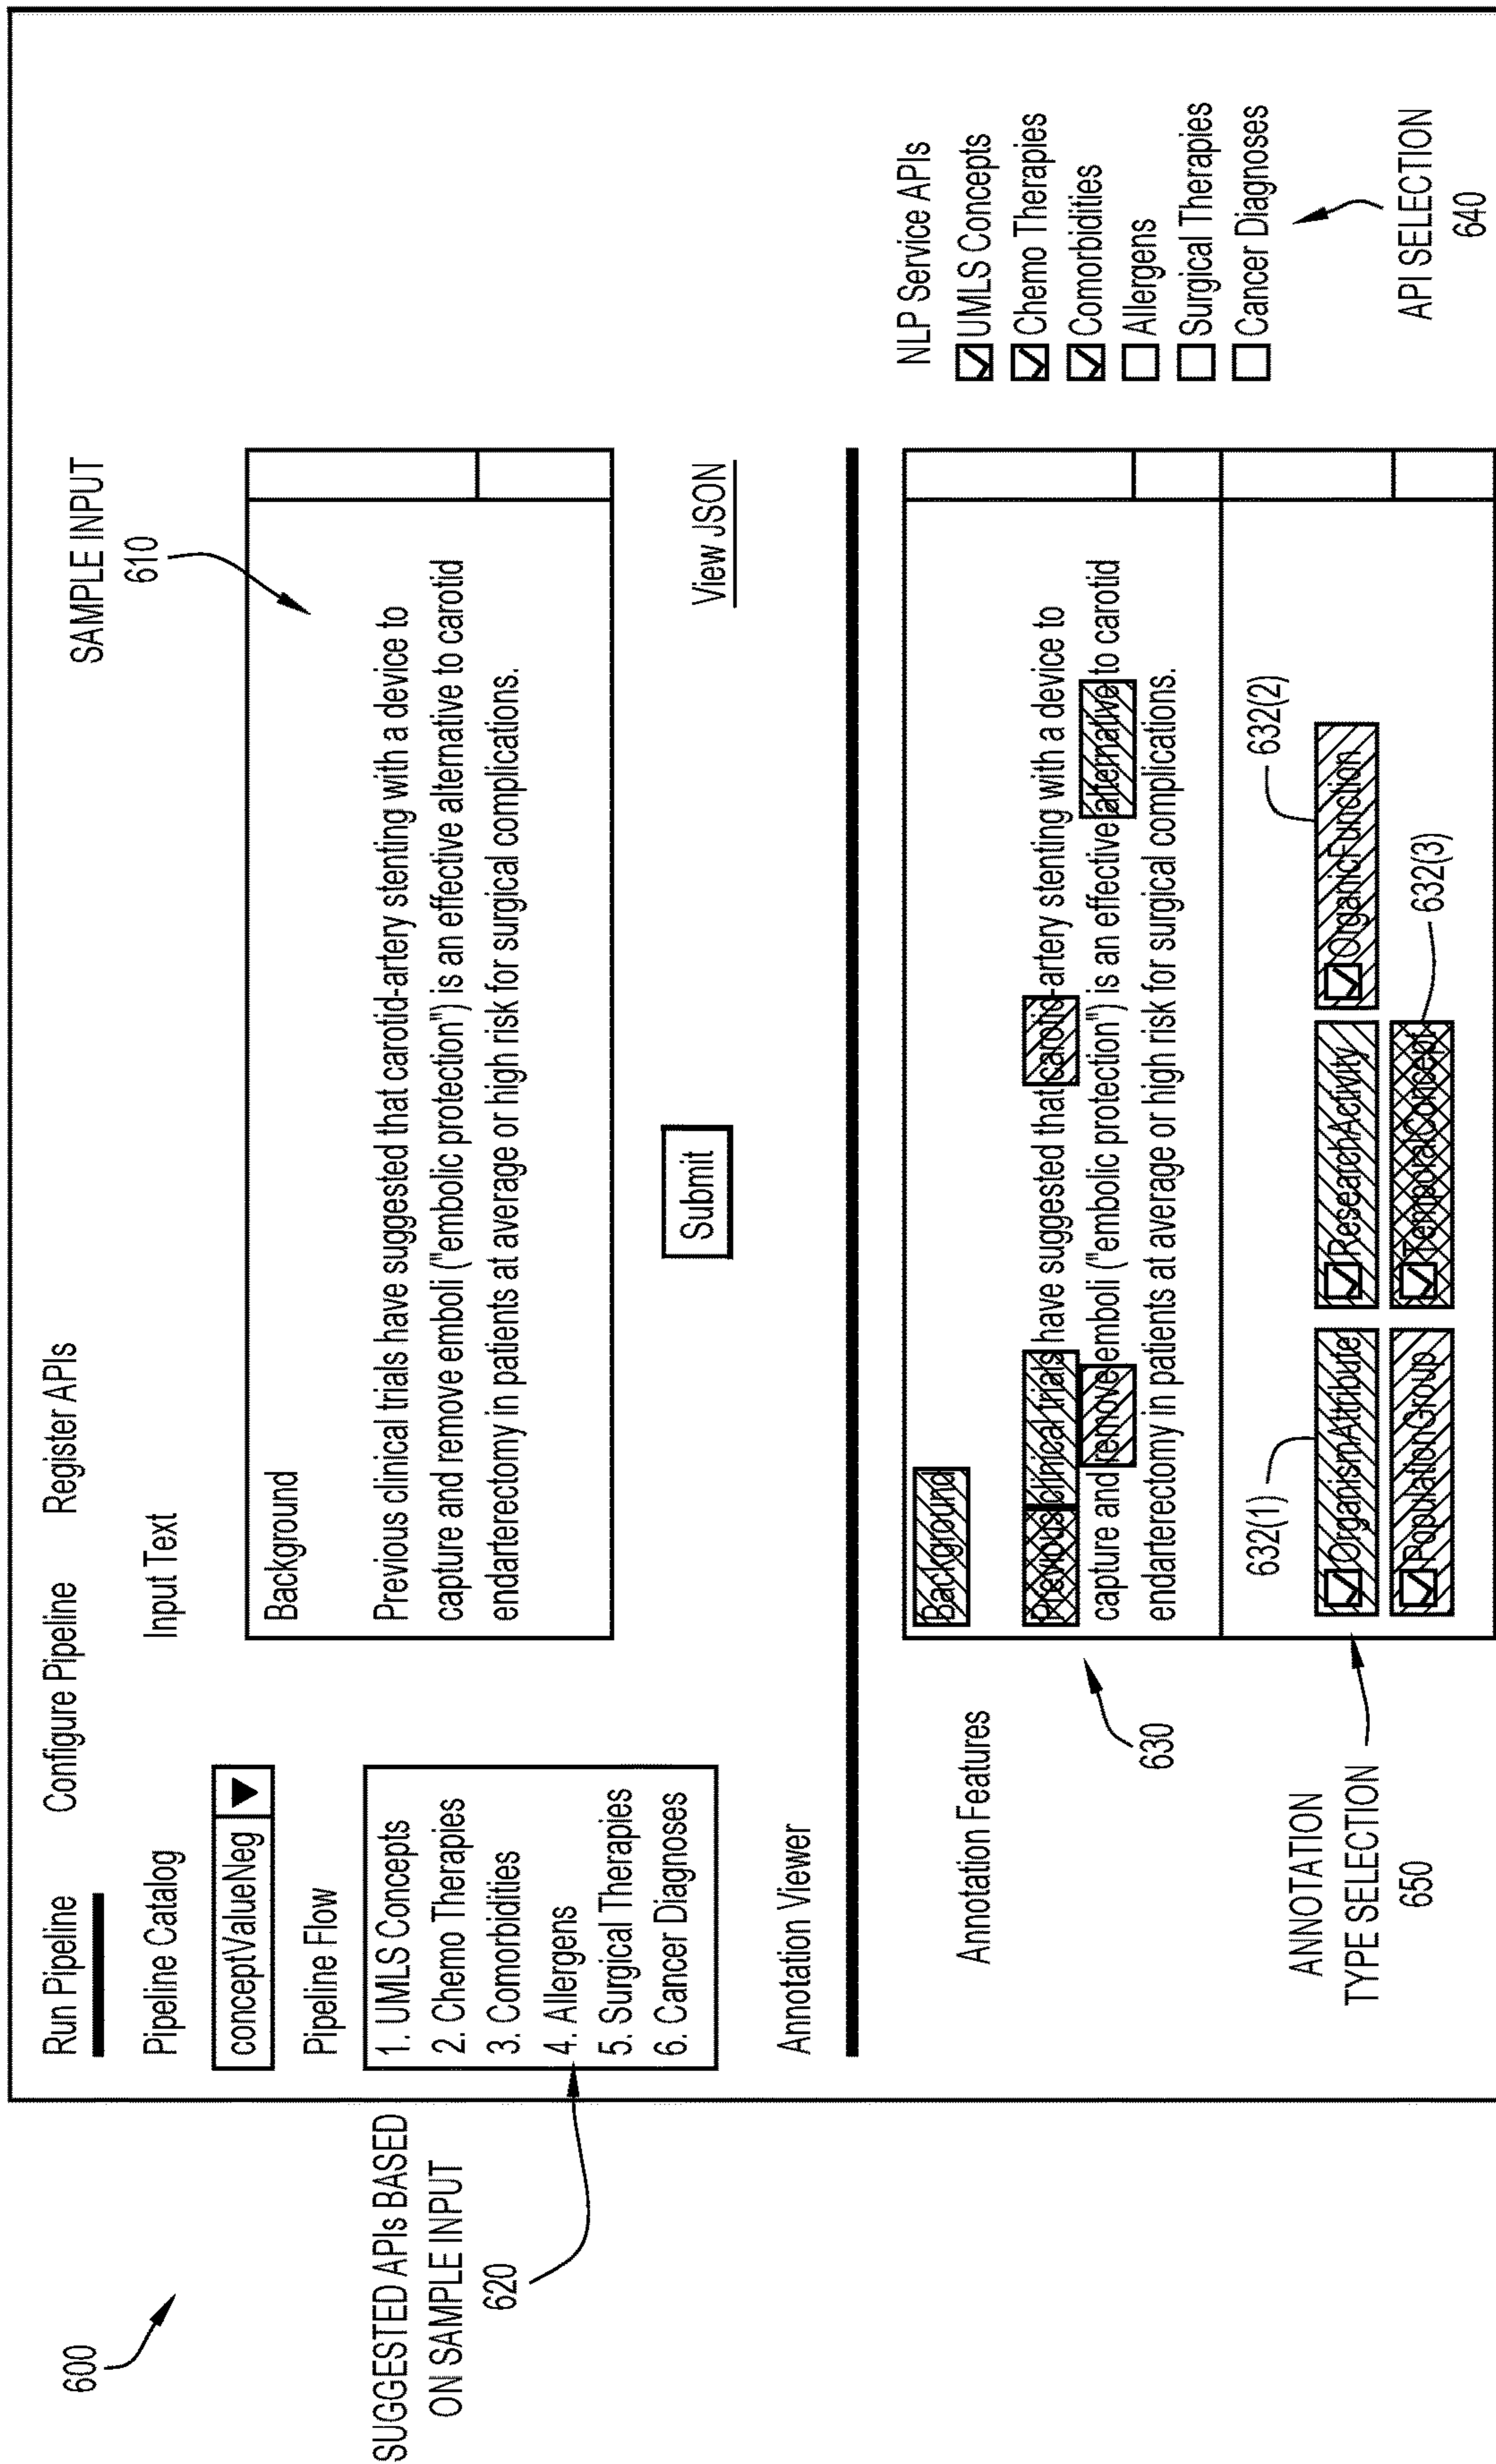 600
Run Pipeline Configure Pipeline Register APIs
SAMPLE INPUT
610
Pipeline Catalog
Input Text
conceptValueNeg
Background
Previous clinical trials have suggested that carotid-artery stenting with a device to
capture and remove emboli ("embolic protection") is an effective alternative to carotid
endarterectomy in patients at average or high risk for surgical complications.
Pipeline Flow
1. UMLS Concepts
2. Chemo Therapies
3. Comorbidities
4. Allergens
5. Surgical Therapies
6. Cancer Diagnoses
SUGGESTED APIs BASED
ON SAMPLE INPUT
620
Submit
View JSON
Annotation Viewer
Annotation Features
Background
Previous clinical trials have suggested that carotid-artery stenting with a device to
capture and remove emboli ("embolic protection") is an effective alternative to carotid
endarterectomy in patients at average or high risk for surgical complications.
630
NLP Service APIs
UMLS Concepts
Chemo Therapies
Comorbidities
Allergens
Surgical Therapies
Cancer Diagnoses
API SELECTION
640
632(1)
632(2)
OrganismAttribute ResearchActivity OrganicFunction
PopulationGroup TemporalConcept
632(3)
ANNOTATION
TYPE SELECTION
650